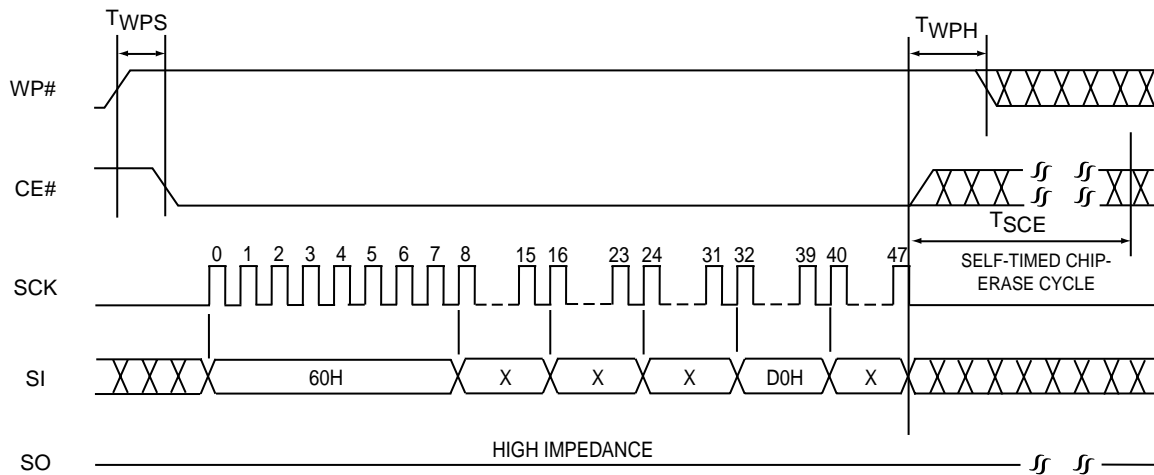 TWPS
TWPH
WP#
CE#
TSCE
0 1 2 3 4 5 6 7 8 15 16 23 24 31 32 39 40 47
SELF-TIMED CHIP-
ERASE CYCLE
SCK
SI
60H X X X D0H X
HIGH IMPEDANCE
SO